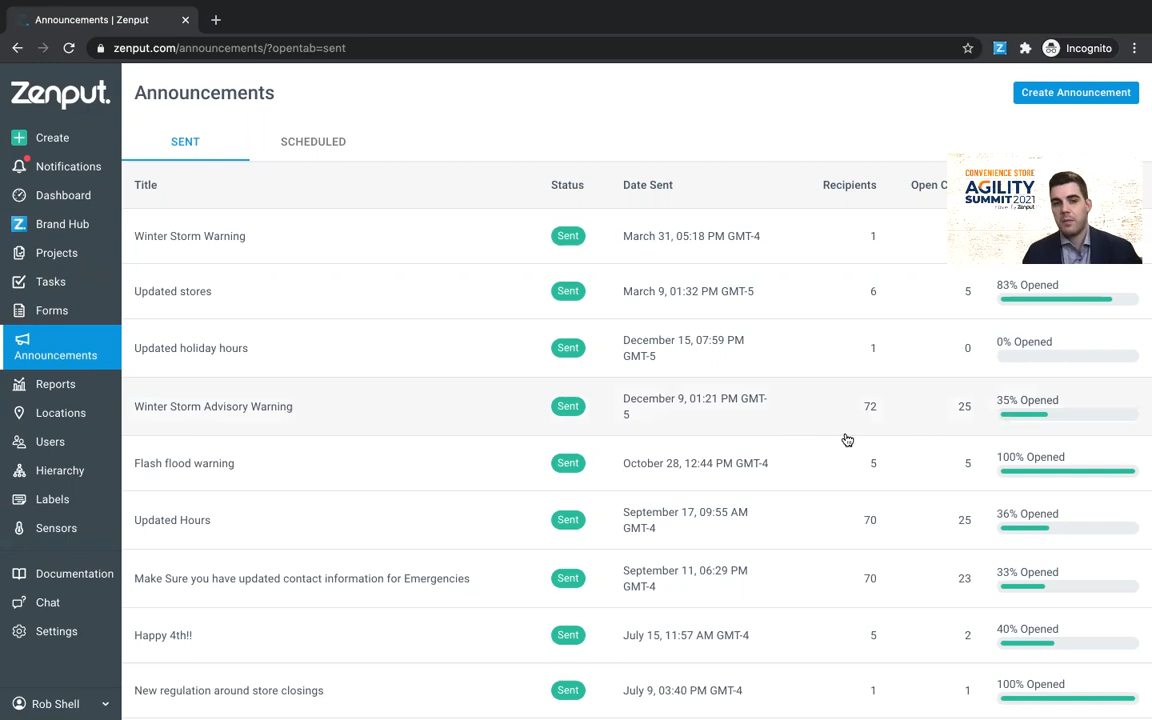 Announcements | Zenput
zenput.com/announcements/?opentab=sent
Incognito
Zenput.
Create
Notifications
Dashboard
Brand Hub
Projects
Tasks
Forms
Announcements
Reports
Locations
Users
Hierarchy
Labels
Sensors
Documentation
Chat
Settings
Rob Shell
Announcements
Create Announcement
SENT
SCHEDULED
Title
Status
Date Sent
Recipients
Open C
CONVENIENCE STORE
AGILITY
SUMMIT 2021
Winter Storm Warning
Sent
March 31, 05:18 PM GMT-4
1
Updated stores
Sent
March 9, 01:32 PM GMT-5
6
5
83% Opened
Updated holiday hours
Sent
December 15, 07:59 PM
GMT-5
1
0
0% Opened
Winter Storm Advisory Warning
Sent
December 9, 01:21 PM GMT-
5
72
25
35% Opened
Flash flood warning
Sent
October 28, 12:44 PM GMT-4
5
5
100% Opened
Updated Hours
Sent
September 17, 09:55 AM
GMT-4
70
25
36% Opened
Make Sure you have updated contact information for Emergencies
Sent
September 11, 06:29 PM
GMT-4
70
23
33% Opened
Happy 4th!!
Sent
July 15, 11:57 AM GMT-4
5
2
40% Opened
New regulation around store closings
Sent
July 9, 03:40 PM GMT-4
1
1
100% Opened